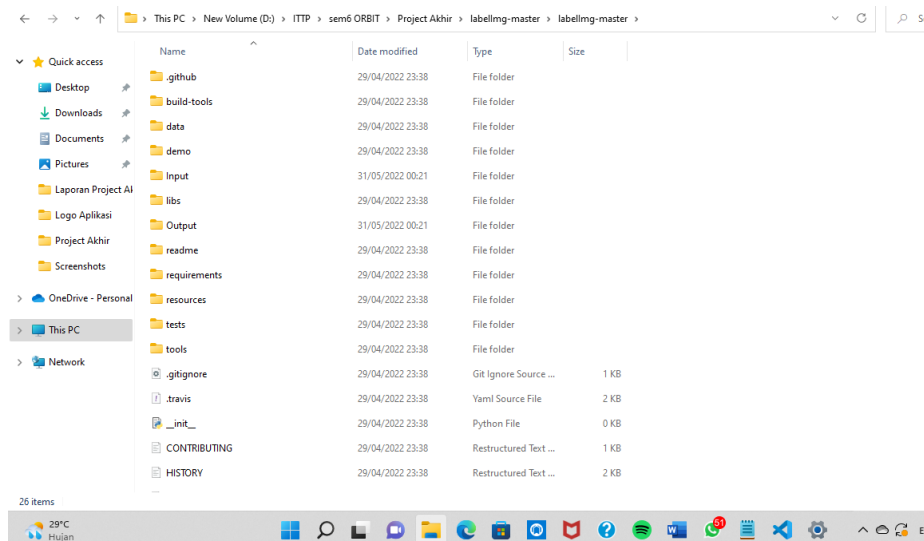 This PC > New Volume (D:) > ITTP > sem6 ORBIT > Project Akhir > labelImg-master > labelImg-master >
Name Date modified Type Size
Quick access
Desktop
Downloads
Documents
Pictures
Laporan Project Ak
Logo Aplikasi
Project Akhir
Screenshots
OneDrive - Personal
This PC
Network
.github 29/04/2022 23:38 File folder
build-tools 29/04/2022 23:38 File folder
data 29/04/2022 23:38 File folder
demo 29/04/2022 23:38 File folder
Input 31/05/2022 00:21 File folder
libs 29/04/2022 23:38 File folder
Output 31/05/2022 00:21 File folder
readme 29/04/2022 23:38 File folder
requirements 29/04/2022 23:38 File folder
resources 29/04/2022 23:38 File folder
tests 29/04/2022 23:38 File folder
tools 29/04/2022 23:38 File folder
.gitignore 29/04/2022 23:38 Git Ignore Source ... 1 KB
.travis 29/04/2022 23:38 Yaml Source File 2 KB
__init__ 29/04/2022 23:38 Python File 0 KB
CONTRIBUTING 29/04/2022 23:38 Restructured Text ... 1 KB
HISTORY 29/04/2022 23:38 Restructured Text ... 2 KB
26 items
29°C
Hujan
51